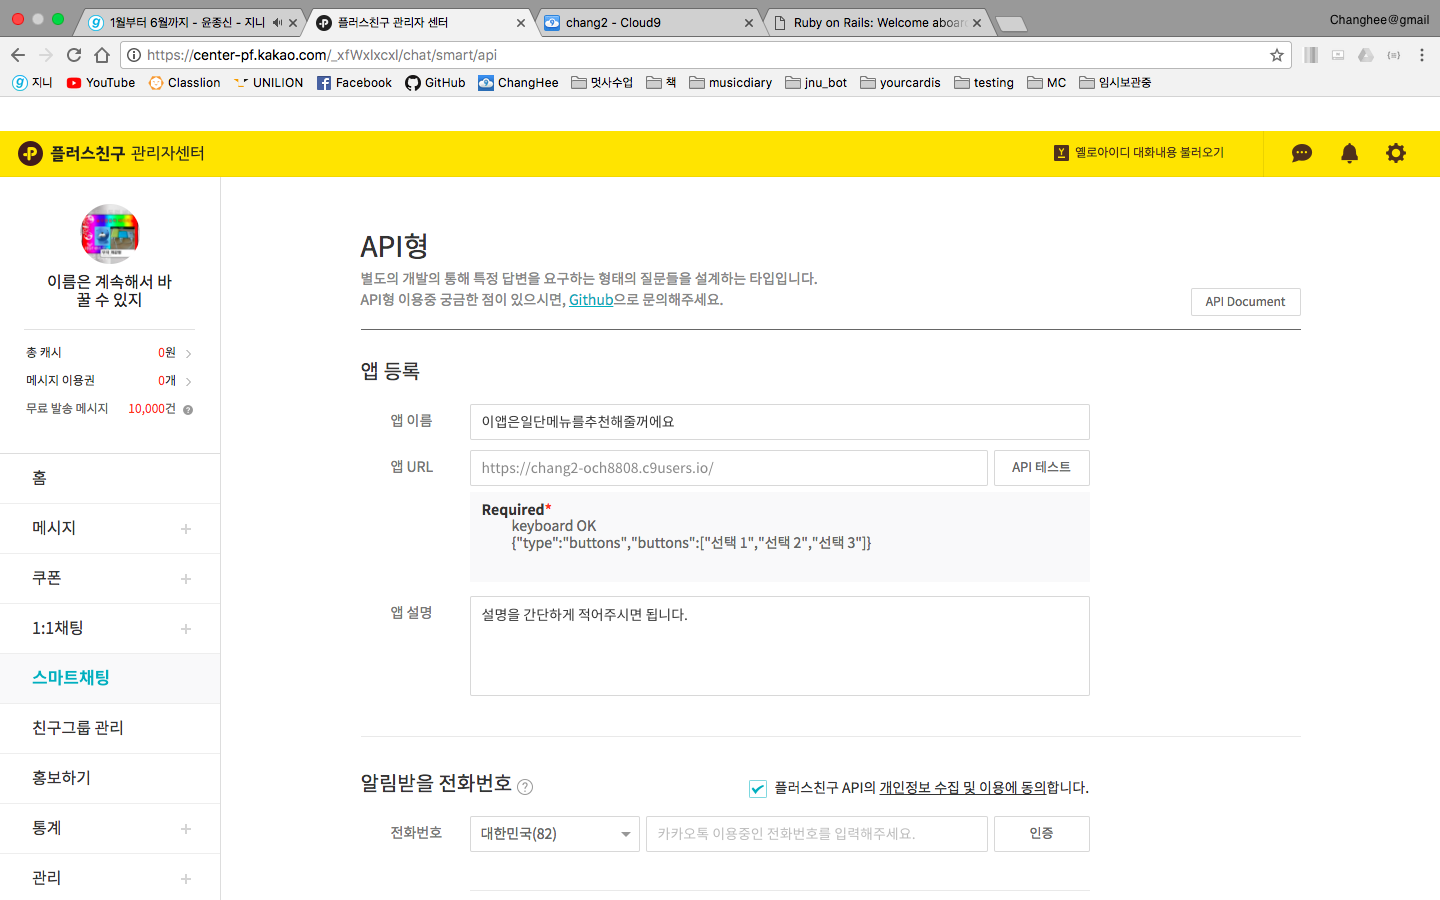 1월부터 6월까지 - 윤종신 - 지니
플러스친구 관리자 센터
chang2 - Cloud9
Ruby on Rails: Welcome aboard
Changhee@gmail
https://center-pf.kakao.com/_xfWxlxcxl/chat/smart/api
지니
YouTube
Classlion
UNILION
Facebook
GitHub
ChangHee
멋사수업
책
musicdiary
jnu_bot
yourcardis
testing
MC
임시보관중
플러스친구 관리자센터
옐로아이디 대화내용 불러오기
이름은 계속해서 바
꿀 수 있지
총 캐시 0원
메시지 이용권 0개
무료 발송 메시지 10,000건
홈
메시지
쿠폰
1:1채팅
스마트채팅
친구그룹 관리
홍보하기
통계
관리
API형
별도의 개발의 통해 특정 답변을 요구하는 형태의 질문들을 설계하는 타입입니다.
API형 이용중 궁금한 점이 있으시면, Github으로 문의해주세요.
API Document
앱 등록
앱 이름 이앱은일단메뉴를추천해줄꺼에요
앱 URL https://chang2-och8808.c9users.io/ API 테스트
Required*
keyboard OK
{"type":"buttons","buttons":["선택 1","선택 2","선택 3"]}
앱 설명 설명을 간단하게 적어주시면 됩니다.
알림받을 전화번호
플러스친구 API의 개인정보 수집 및 이용에 동의합니다.
전화번호 대한민국(82) 카카오톡 이용중인 전화번호를 입력해주세요. 인증